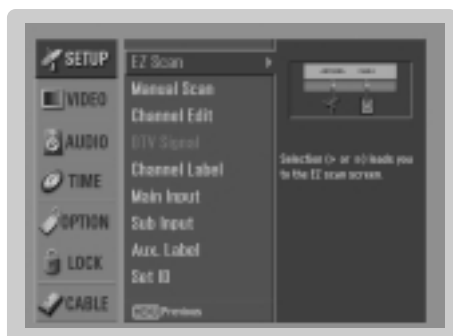 SETUP
VIDEO
AUDIO
TIME
OPTION
LOCK
CABLE
EZ Scan
Manual Scan
Channel Edit
DTV Signal
Channel Label
Main Input
Sub Input
Aux. Label
Set ID
Previous
Selection ( or ) leads you
to the EZ scan screen.